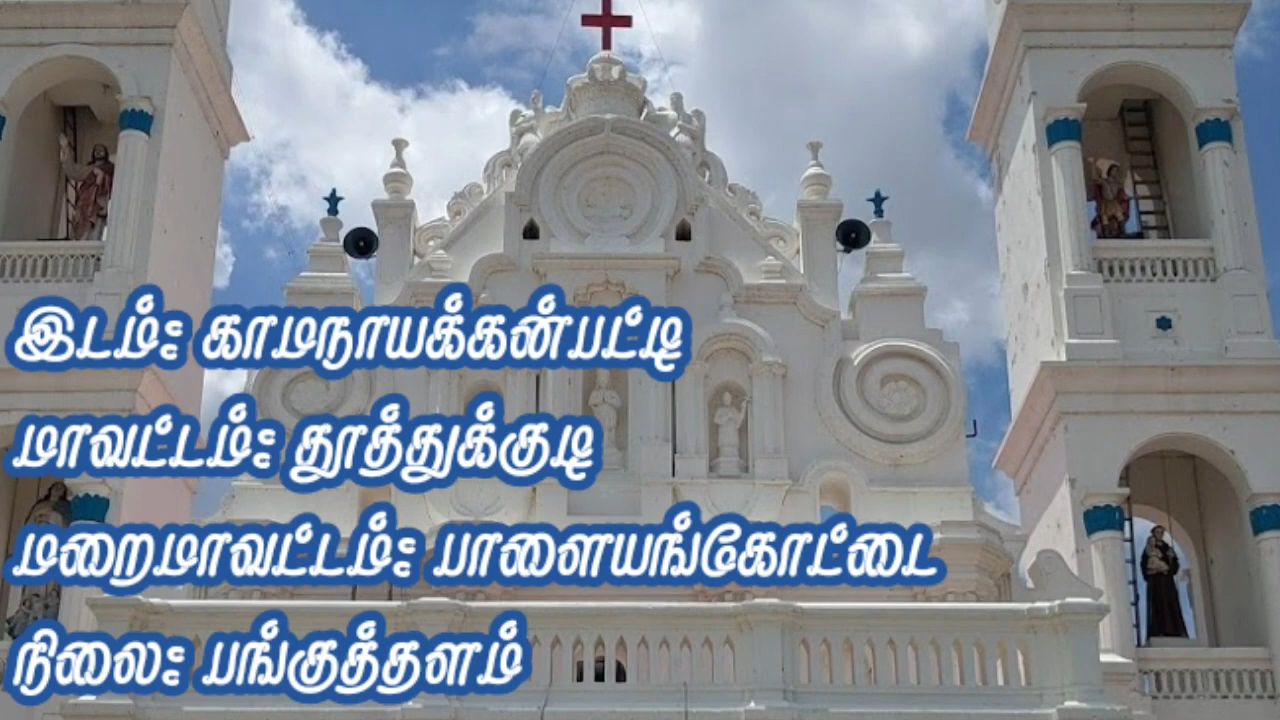 இடம்: காமநாயக்கன்பட்டி
மாவட்டம்: தூத்துக்குடி
மறைமாவட்டம்: பாளையங்கோட்டை
நிலை: பங்குத்தளம்